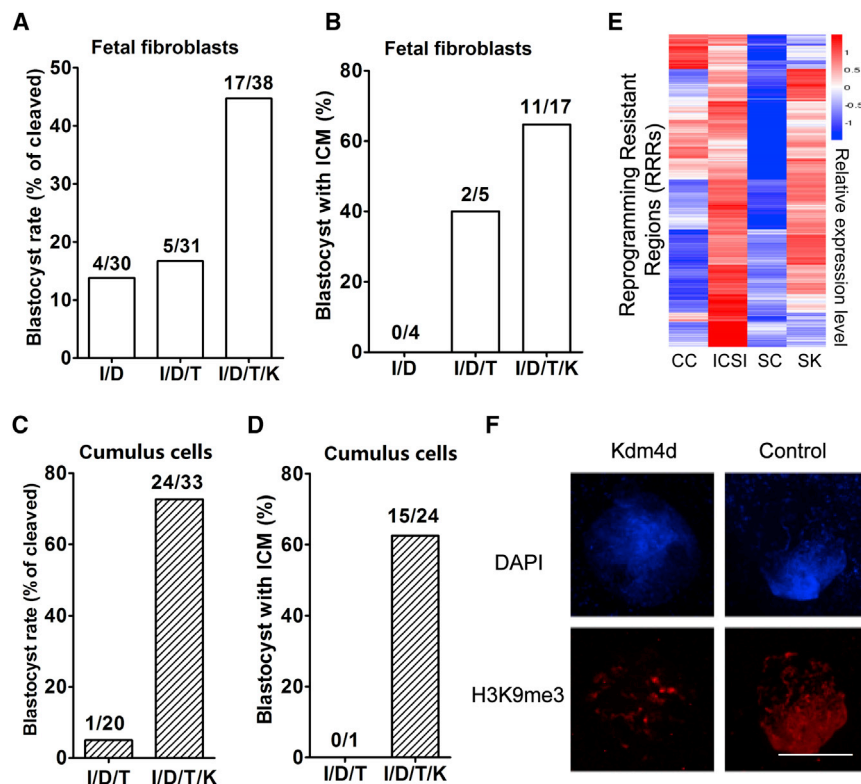 A
Fetal fibroblasts
Blastocyst rate (% of cleaved)
50
40
30
20
10
0
4/30
5/31
17/38
I/D
I/D/T
I/D/T/K
B
Fetal fibroblasts
Blastocyst with ICM (%)
80
60
40
20
0
0/4
2/5
11/17
I/D
I/D/T
I/D/T/K
E
Reprogramming Resistant
Regions (RRRs)
1
0.5
0
-0.5
-1
Relative expression level
CC
ICSI
SC
SK
C
Cumulus cells
Blastocyst rate (% of cleaved)
80
60
40
20
0
1/20
24/33
I/D/T
I/D/T/K
D
Cumulus cells
Blastocyst with ICM (%)
80
60
40
20
0
0/1
15/24
I/D/T
I/D/T/K
F
Kdm4d
Control
DAPI
H3K9me3